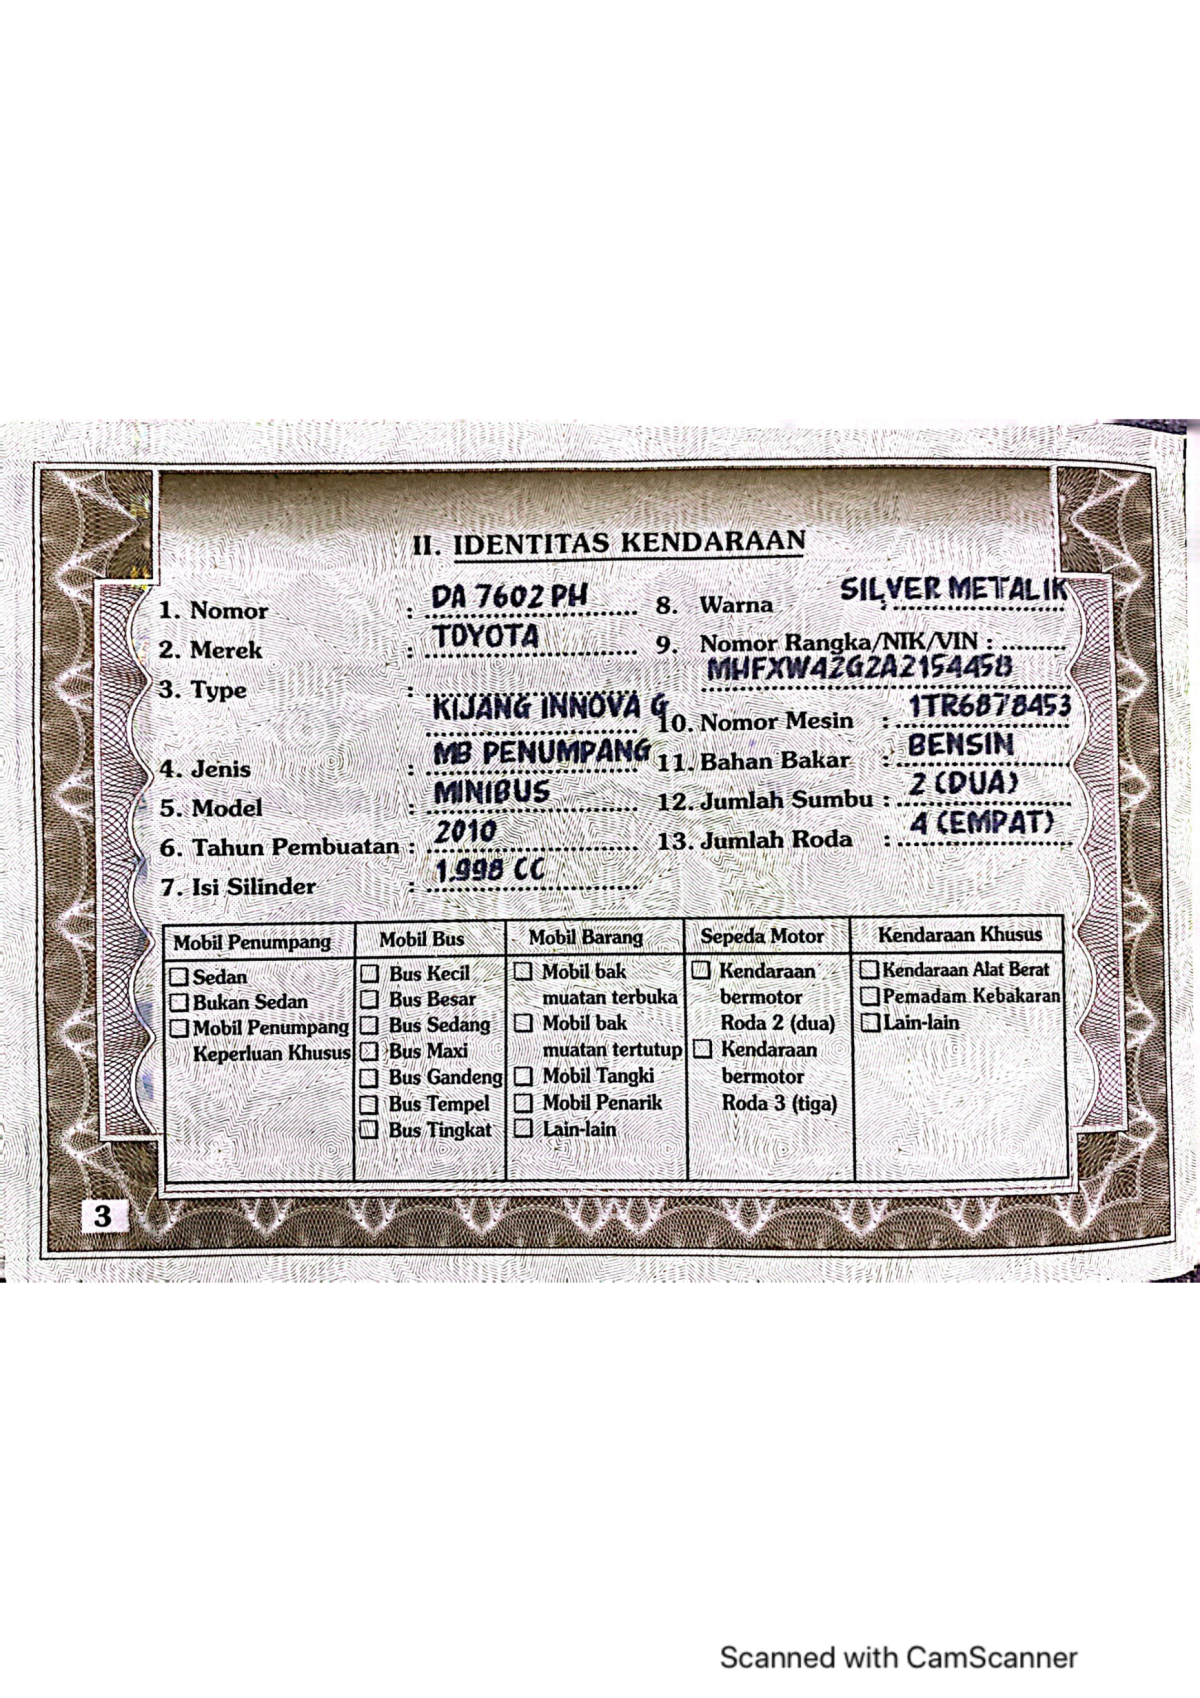 II. IDENTITAS KENDARAAN
1. Nomor : DA 7602 PH
2. Merek : TOYOTA
3. Type :
KIJANG INNOVA G
4. Jenis : MB PENUMPANG
5. Model : MINIBUS
6. Tahun Pembuatan : 2010
7. Isi Silinder : 1.998 CC
8. Warna : SILVER METALIK
9. Nomor Rangka/NIK/VIN :
MHFXW42G2A2154458
10. Nomor Mesin : 1TR6878453
11. Bahan Bakar : BENSIN
12. Jumlah Sumbu : 2 (DUA)
13. Jumlah Roda : 4 (EMPAT)
Mobil Penumpang
Sedan
Bukan Sedan
Mobil Penumpang
Keperluan Khusus
Mobil Bus
Bus Kecil
Bus Besar
Bus Sedang
Bus Maxi
Bus Gandeng
Bus Tempel
Bus Tingkat
Mobil Barang
Mobil bak
muatan terbuka
Mobil bak
muatan tertutup
Mobil Tangki
Mobil Penarik
Lain-lain
Sepeda Motor
Kendaraan
bermotor
Roda 2 (dua)
Kendaraan
bermotor
Roda 3 (tiga)
Kendaraan Khusus
Kendaraan Alat Berat
Pemadam Kebakaran
Lain-lain
3
Scanned with CamScanner